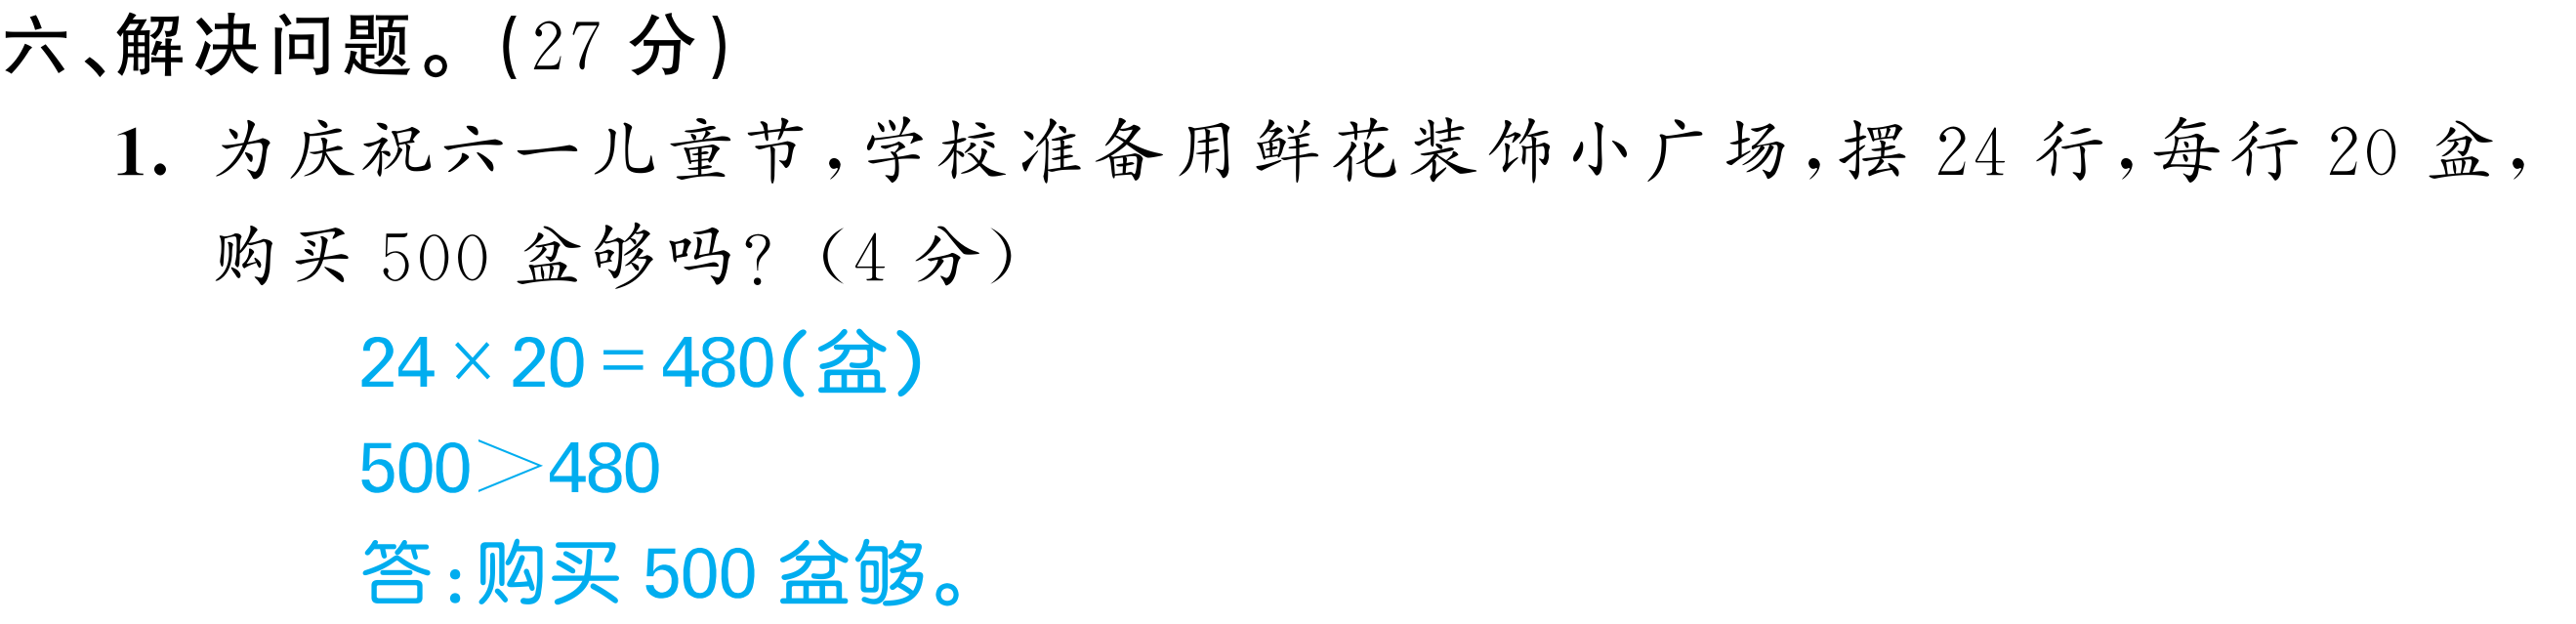 六、解决问题。(27 分)
1. 为庆祝六一儿童节,学校准备用鲜花装饰小广场,摆 24 行,每行 20 盆,
购买 500 盆够吗?(4 分)
24×20=480(盆)
500>480
答:购买 500 盆够。